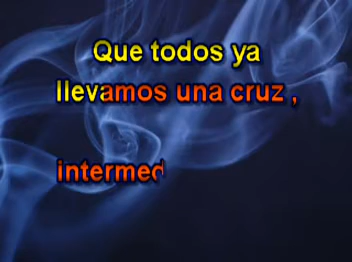 Que todos ya
llevamos una cruz ,
intermed